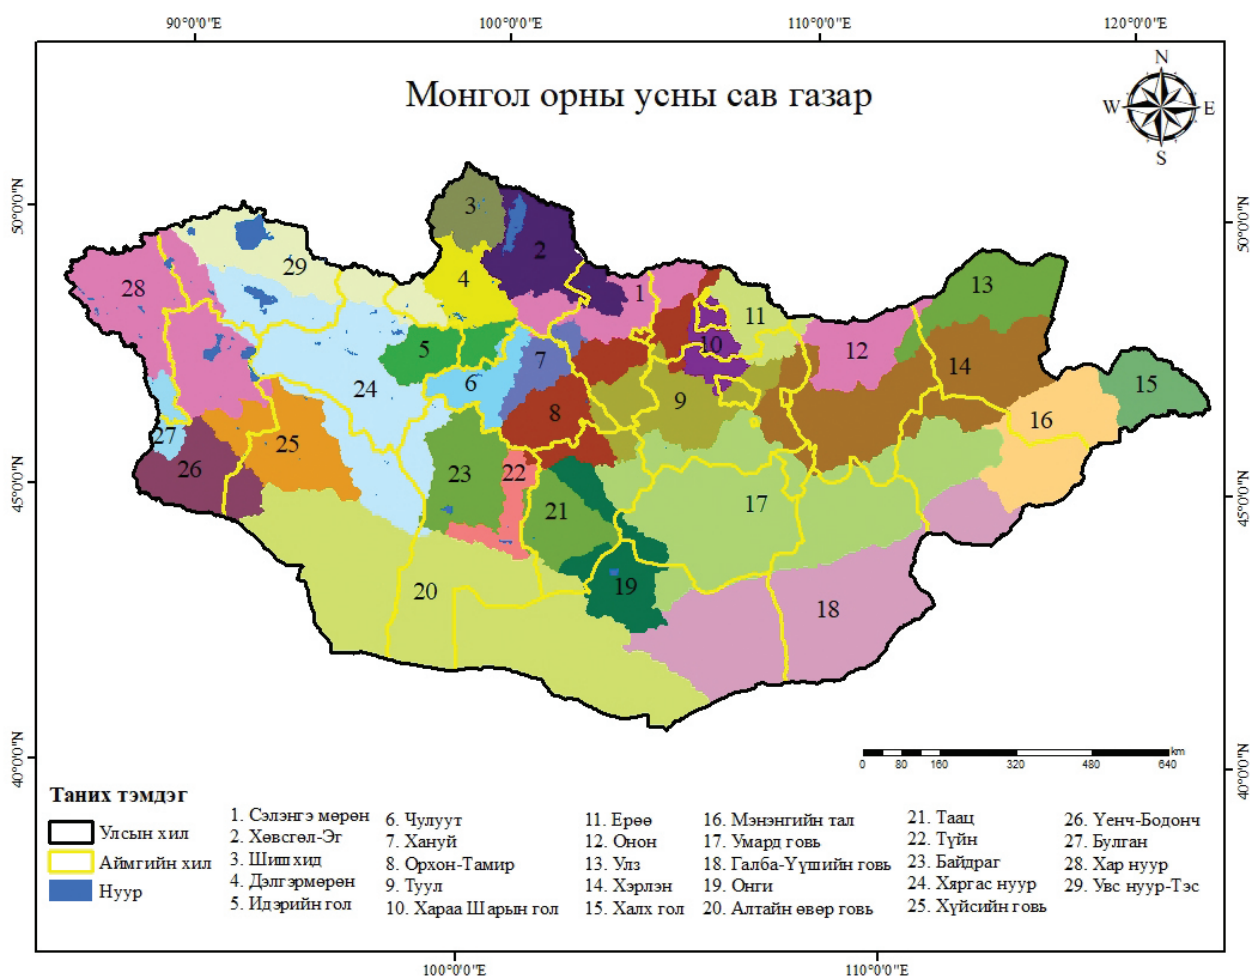 90°0'0"E 100°0'0"E 110°0'0"E 120°0'0"E
Монгол орны усны сав газар
N
W E
S
50°0'0"N 50°0'0"N
3
2
29
28
4
13
1
11
10
12
5
7
14
24
6
15
9
8
16
27
25
26
23
22
17
21
20
19
18
45°0'0"N 45°0'0"N
40°0'0"N 40°0'0"N
km
0 80 160 320 480 640
Таних тэмдэг
Улсын хил
Аймгийн хил
Нуур
1. Сэлэнгэ мөрөн
2. Хөвсгөл-Эг
3. Шишхид
4. Дэлгэрмөрөн
5. Идэрийн гол
6. Чулуут
7. Хануй
8. Орхон-Тамир
9. Туул
10. Хараа Шарын гол
11. Ерөө
12. Онон
13. Улз
14. Хэрлэн
15. Халх гол
16. Мэнэнгийн тал
17. Умард говь
18. Галба-Үүшийн говь
19. Онги
20. Алтайн өвөр говь
21. Таац
22. Түйн
23. Байдраг
24. Хяргас нуур
25. Хүйсийн говь
26. Үенч-Бодонч
27. Булган
28. Хар нуур
29. Увс нуур-Тэс
100°0'0"E 110°0'0"E